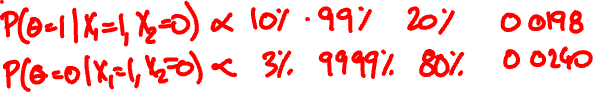 P(θ=1|X₁=1, X₂=0) ∝ 10% · 99% 20% 0 0198
P(θ=0|X₁=1, X₂=0) ∝ 3% 99 99% 80% 0 0240